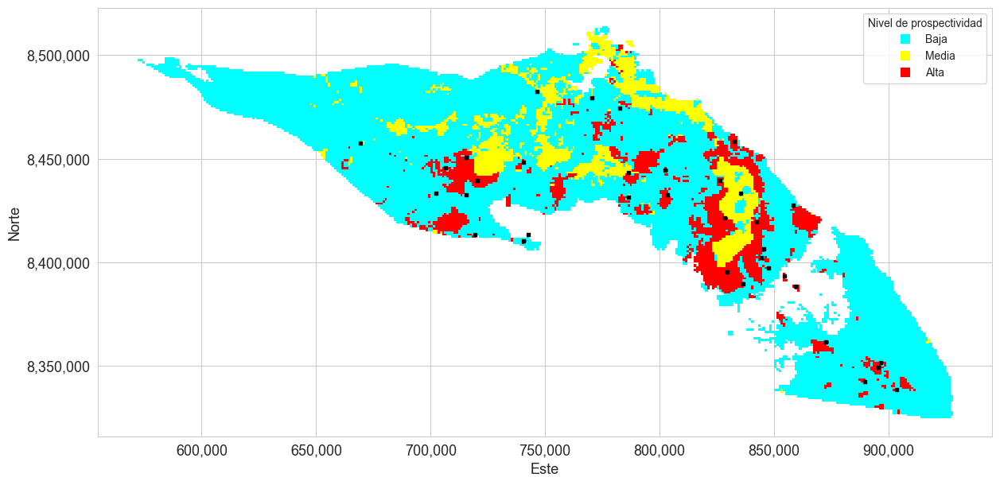 Nivel de prospectividad
Baja
Media
Alta
8,500,000
8,450,000
8,400,000
8,350,000
Norte
600,000
650,000
700,000
750,000
800,000
850,000
900,000
Este